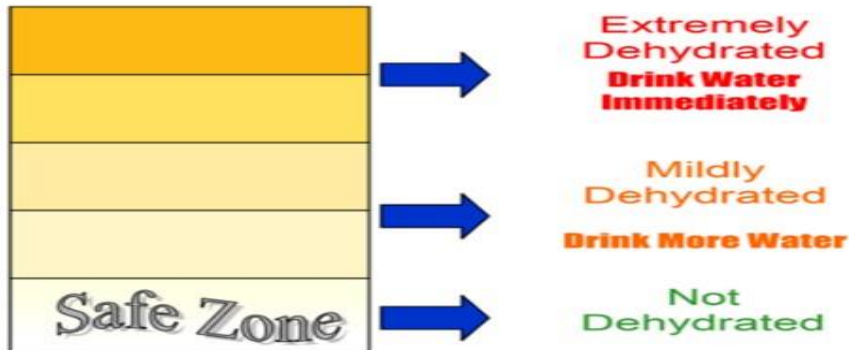 Extremely
Dehydrated
Drink Water
Immediately
Mildly
Dehydrated
Drink More Water
Safe Zone
Not
Dehydrated